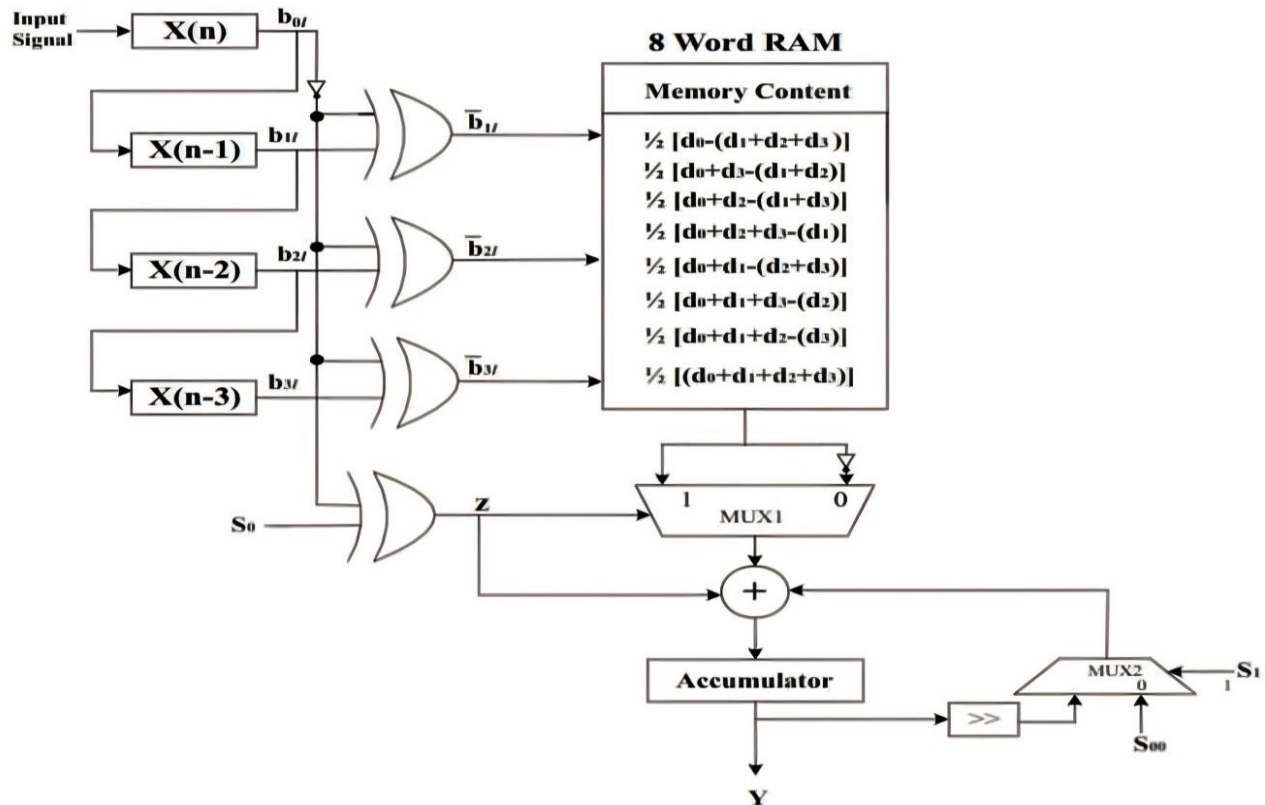 Input
Signal
X(n)
b₀ₗ
X(n-1)
b₁ₗ
X(n-2)
b₂ₗ
X(n-3)
b₃ₗ
b̅₁ₗ
b̅₂ₗ
b̅₃ₗ
8 Word RAM
Memory Content
½ [d₀-(d₁+d₂+d₃)]
½ [d₀+d₃-(d₁+d₂)]
½ [d₀+d₂-(d₁+d₃)]
½ [d₀+d₂+d₃-(d₁)]
½ [d₀+d₁-(d₂+d₃)]
½ [d₀+d₁+d₃-(d₂)]
½ [d₀+d₁+d₂-(d₃)]
½ [(d₀+d₁+d₂+d₃)]
S₀
z
1 0
MUX1
+
Accumulator
>>
MUX2
0
S₁
1
S₀₀
Y